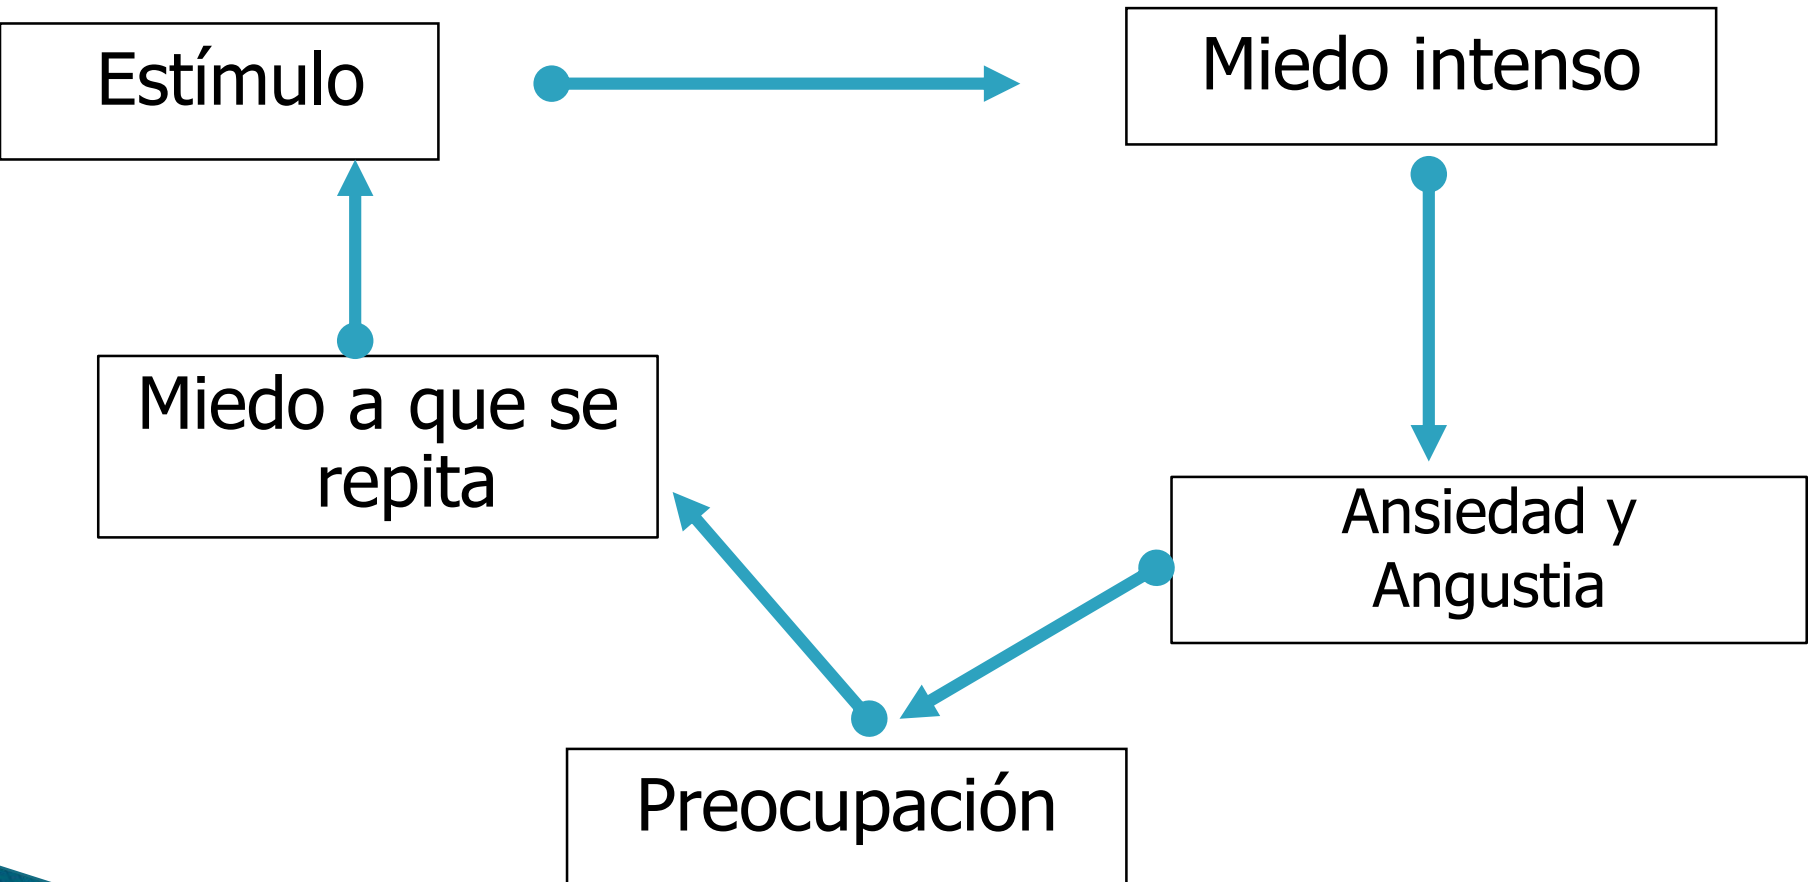 Estímulo
Miedo intenso
Miedo a que se
repita
Ansiedad y
Angustia
Preocupación